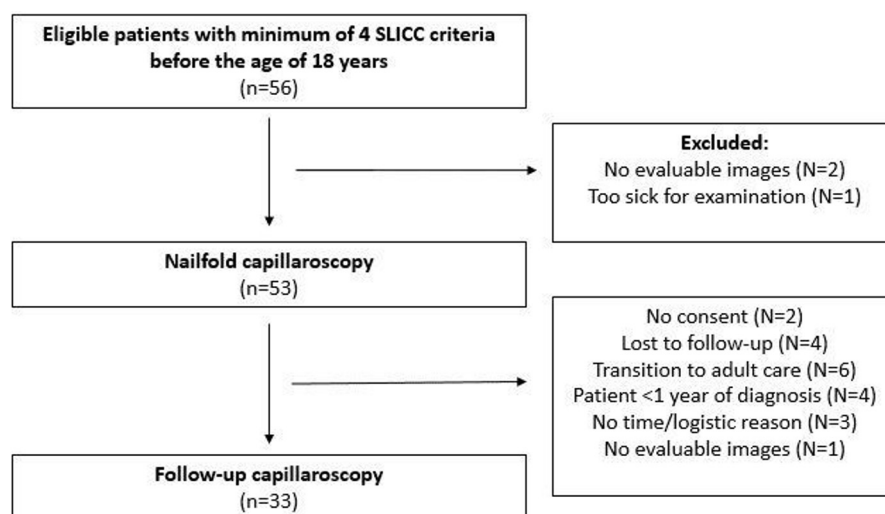 Eligible patients with minimum of 4 SLICC criteria
before the age of 18 years
(n=56)
Excluded:
No evaluable images (N=2)
Too sick for examination (N=1)
Nailfold capillaroscopy
(n=53)
No consent (N=2)
Lost to follow-up (N=4)
Transition to adult care (N=6)
Patient <1 year of diagnosis (N=4)
No time/logistic reason (N=3)
No evaluable images (N=1)
Follow-up capillaroscopy
(n=33)